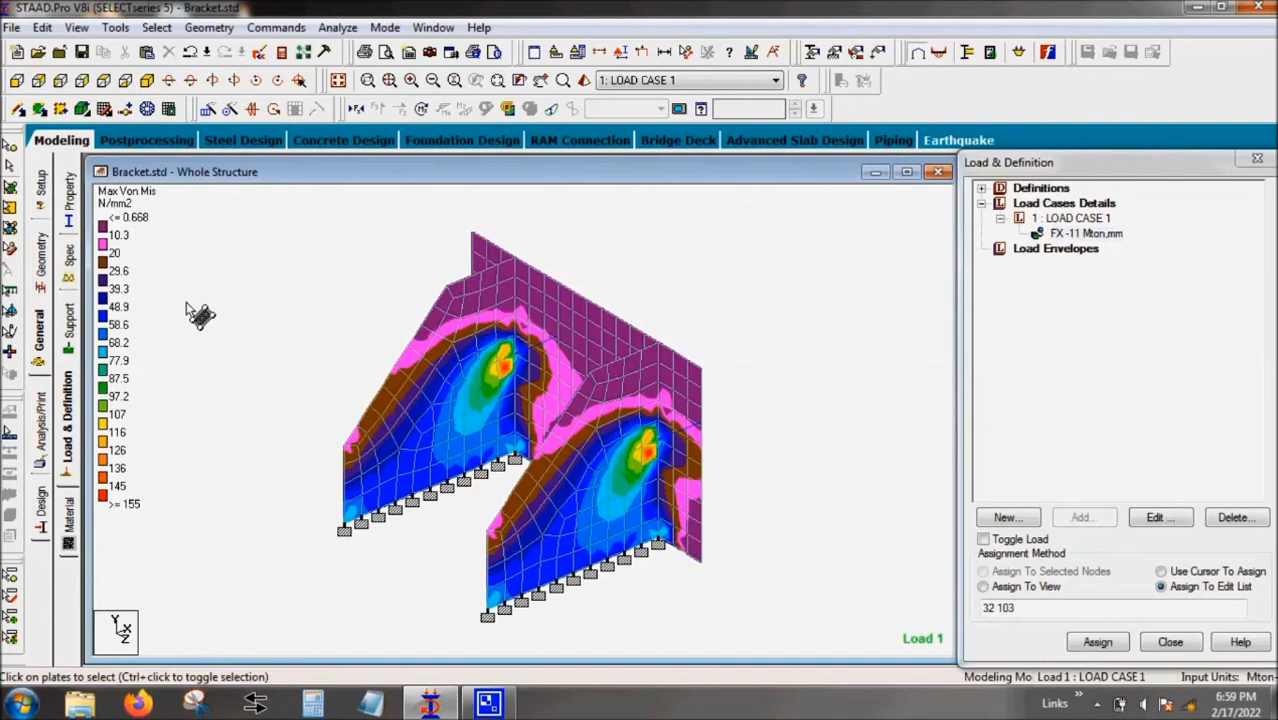 STAAD.Pro V8i (SELECTseries 5) - Bracket.std
File Edit View Tools Select Geometry Commands Analyze Mode Window Help
1: LOAD CASE 1
Modeling Postprocessing Steel Design Concrete Design Foundation Design RAM Connection Bridge Deck Advanced Slab Design Piping Earthquake
Setup
Geometry
General
Analysis/Print
Design
Property
Spec
Support
Load & Definition
Material
Bracket.std - Whole Structure
Max Von Mis
N/mm2
<= 0.668
10.3
20
29.6
39.3
48.9
58.6
68.2
77.9
87.5
97.2
107
116
126
136
145
>= 155
Y
X
Z
Load 1
Load & Definition
D Definitions
L Load Cases Details
L 1 : LOAD CASE 1
FX -11 Mton,mm
L Load Envelopes
New... Add... Edit ... Delete...
Toggle Load
Assignment Method
Assign To Selected Nodes Use Cursor To Assign
Assign To View Assign To Edit List
32 103
Assign Close Help
Click on plates to select (Ctrl+click to toggle selection) Modeling Mo Load 1 : LOAD CASE 1 Input Units: Mton-
Links » 6:59 PM
2/17/2022